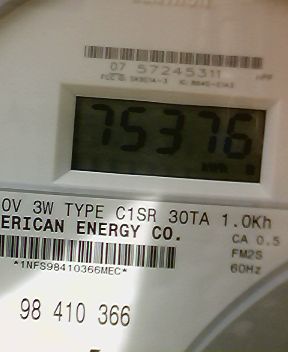 07 57245311
75376
0V 3W TYPE C1SR 30TA 1.0Kh
ERICAN ENERGY CO.
CA 0.5
FM2S
*1NFS98410366MEC*
60Hz
98 410 366